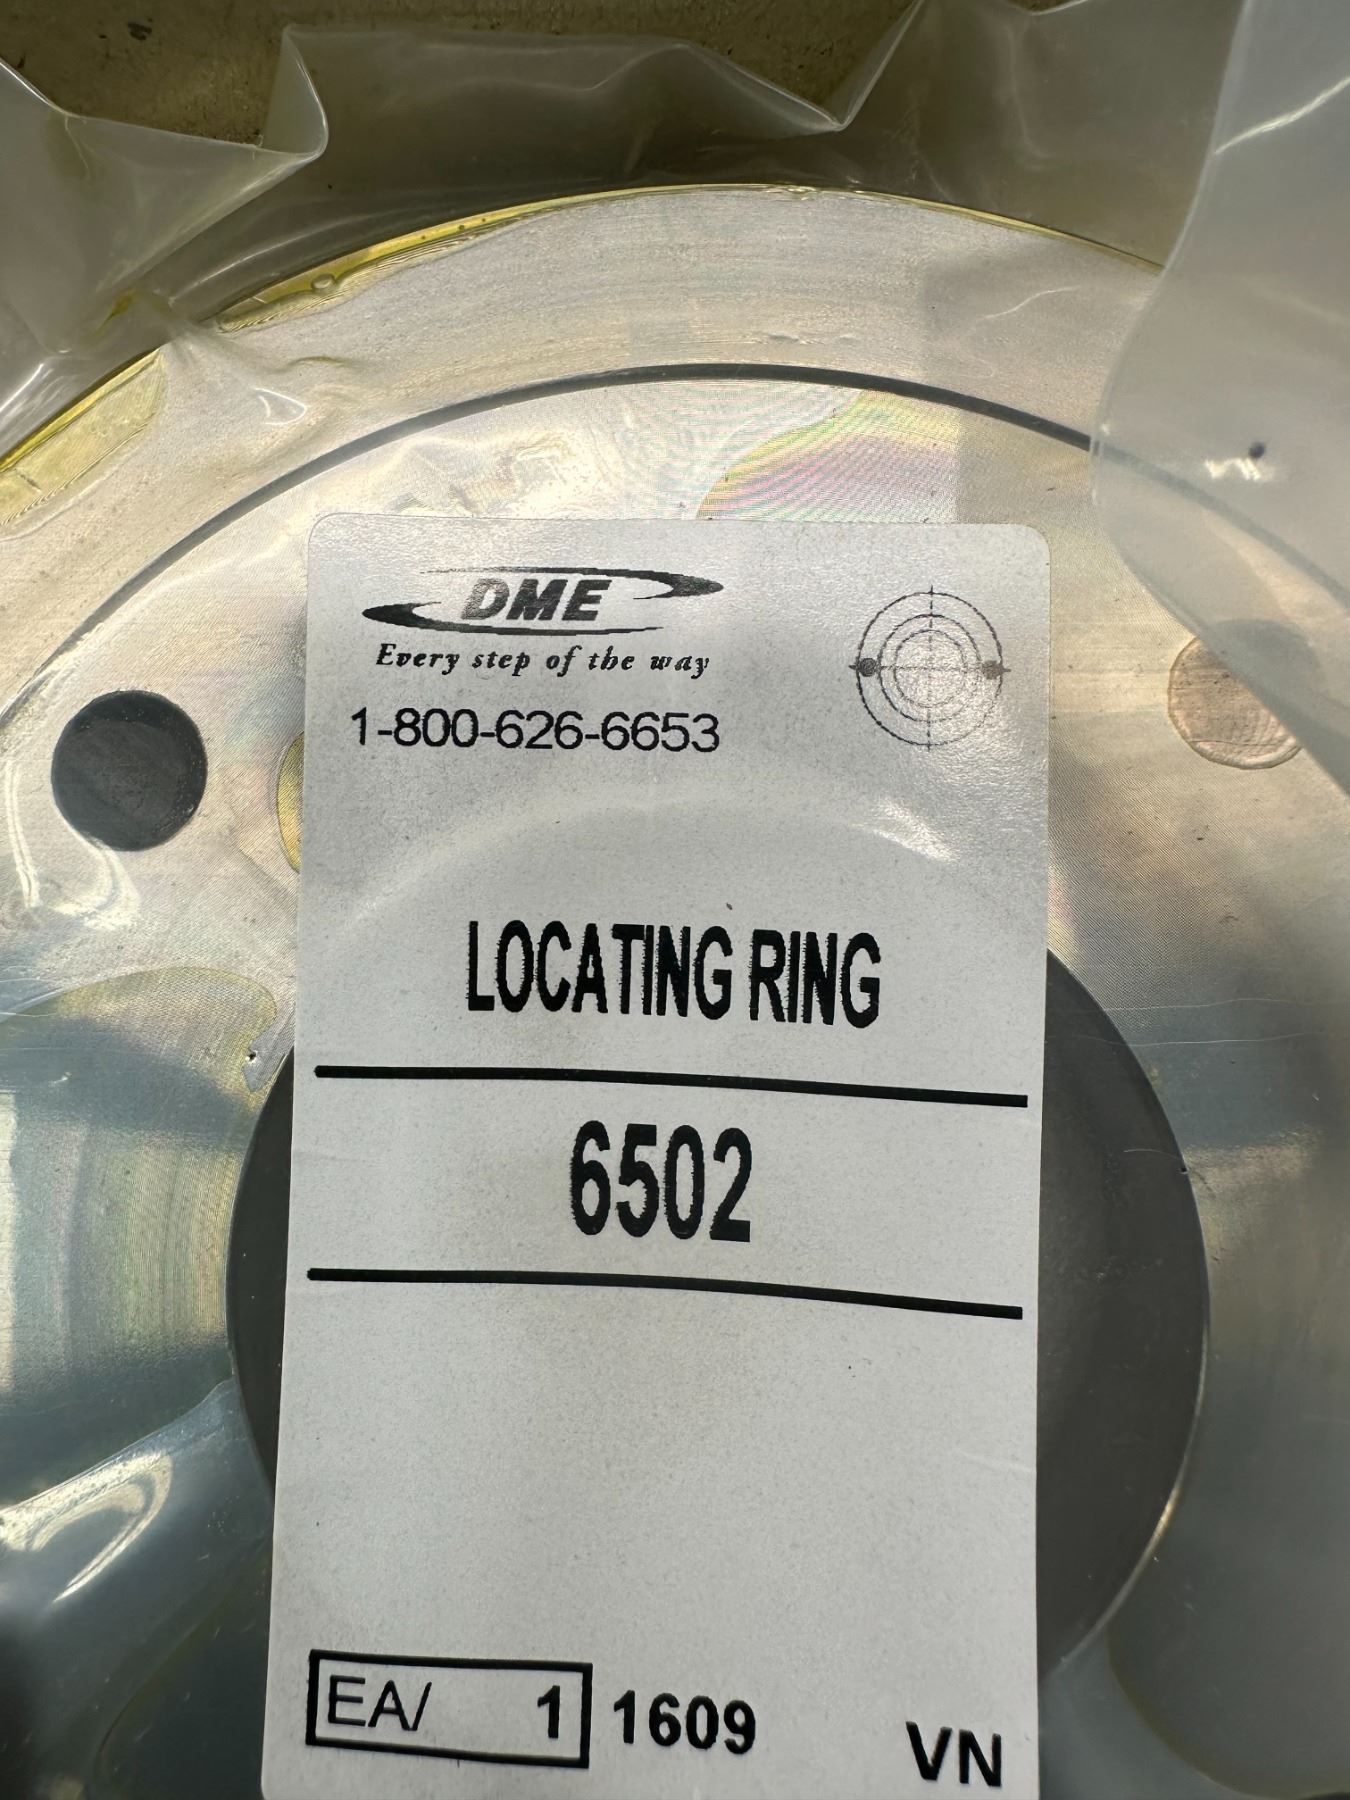 DME
Every step of the way
1-800-626-6653
LOCATING RING
6502
EA/ 1 1609 VN